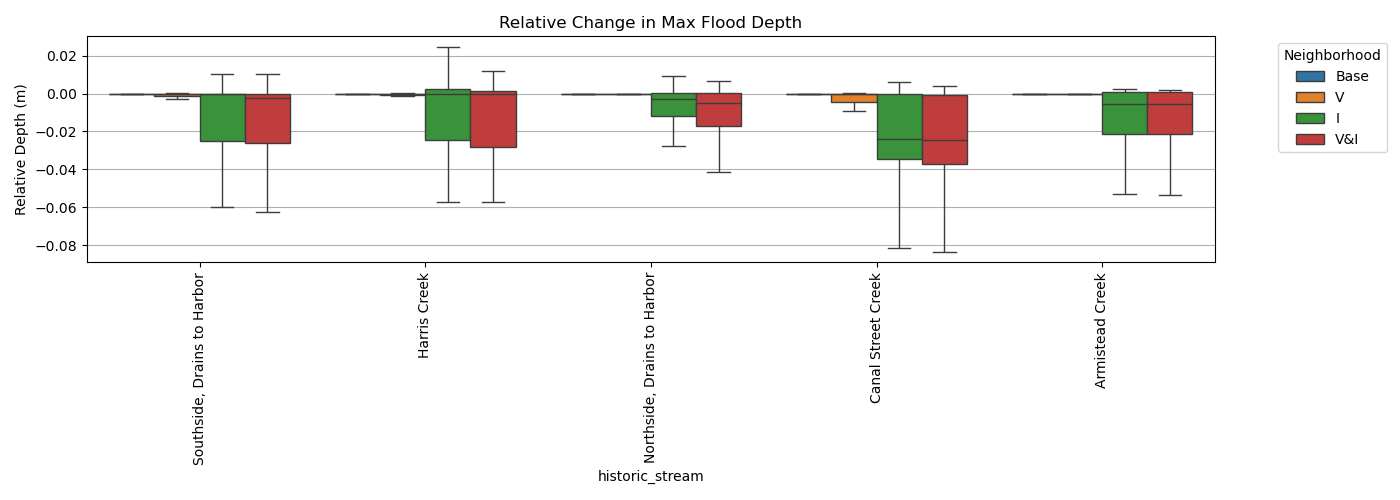 Relative Change in Max Flood Depth
Relative Depth (m)
0.02
0.00
−0.02
−0.04
−0.06
−0.08
Southside, Drains to Harbor
Harris Creek
Northside, Drains to Harbor
Canal Street Creek
Armistead Creek
historic_stream
Neighborhood
Base
V
I
V&I